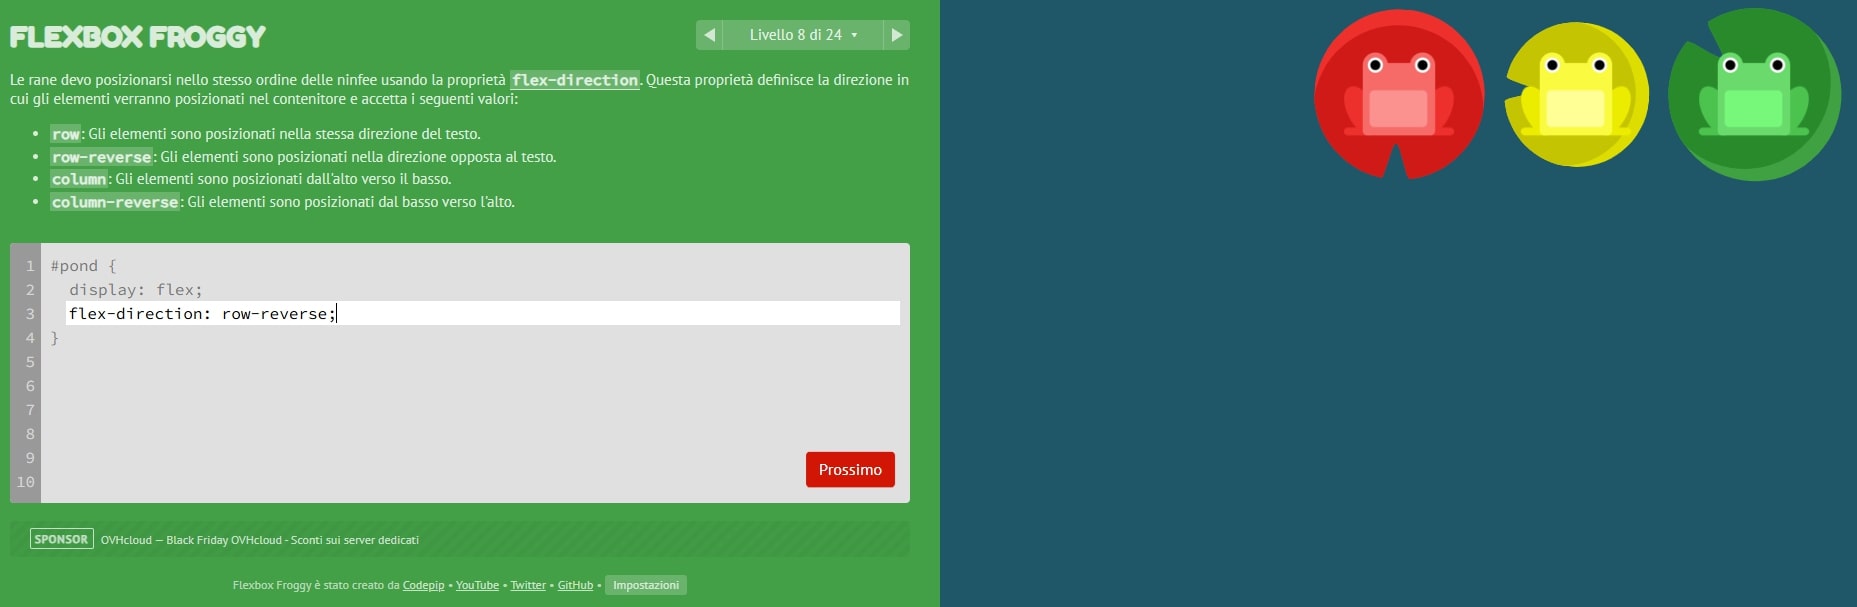 FLEXBOX FROGGY
Livello 8 di 24
Le rane devo posizionarsi nello stesso ordine delle ninfee usando la proprietà flex-direction. Questa proprietà definisce la direzione in
cui gli elementi verranno posizionati nel contenitore e accetta i seguenti valori:
• row: Gli elementi sono posizionati nella stessa direzione del testo.
• row-reverse: Gli elementi sono posizionati nella direzione opposta al testo.
• column: Gli elementi sono posizionati dall'alto verso il basso.
• column-reverse: Gli elementi sono posizionati dal basso verso l'alto.
1 #pond {
2 display: flex;
3 flex-direction: row-reverse;
4 }
5
6
7
8
9
10
Prossimo
SPONSOR OVHcloud — Black Friday OVHcloud - Sconti sui server dedicati
Flexbox Froggy è stato creato da Codepip • YouTube • Twitter • GitHub • Impostazioni